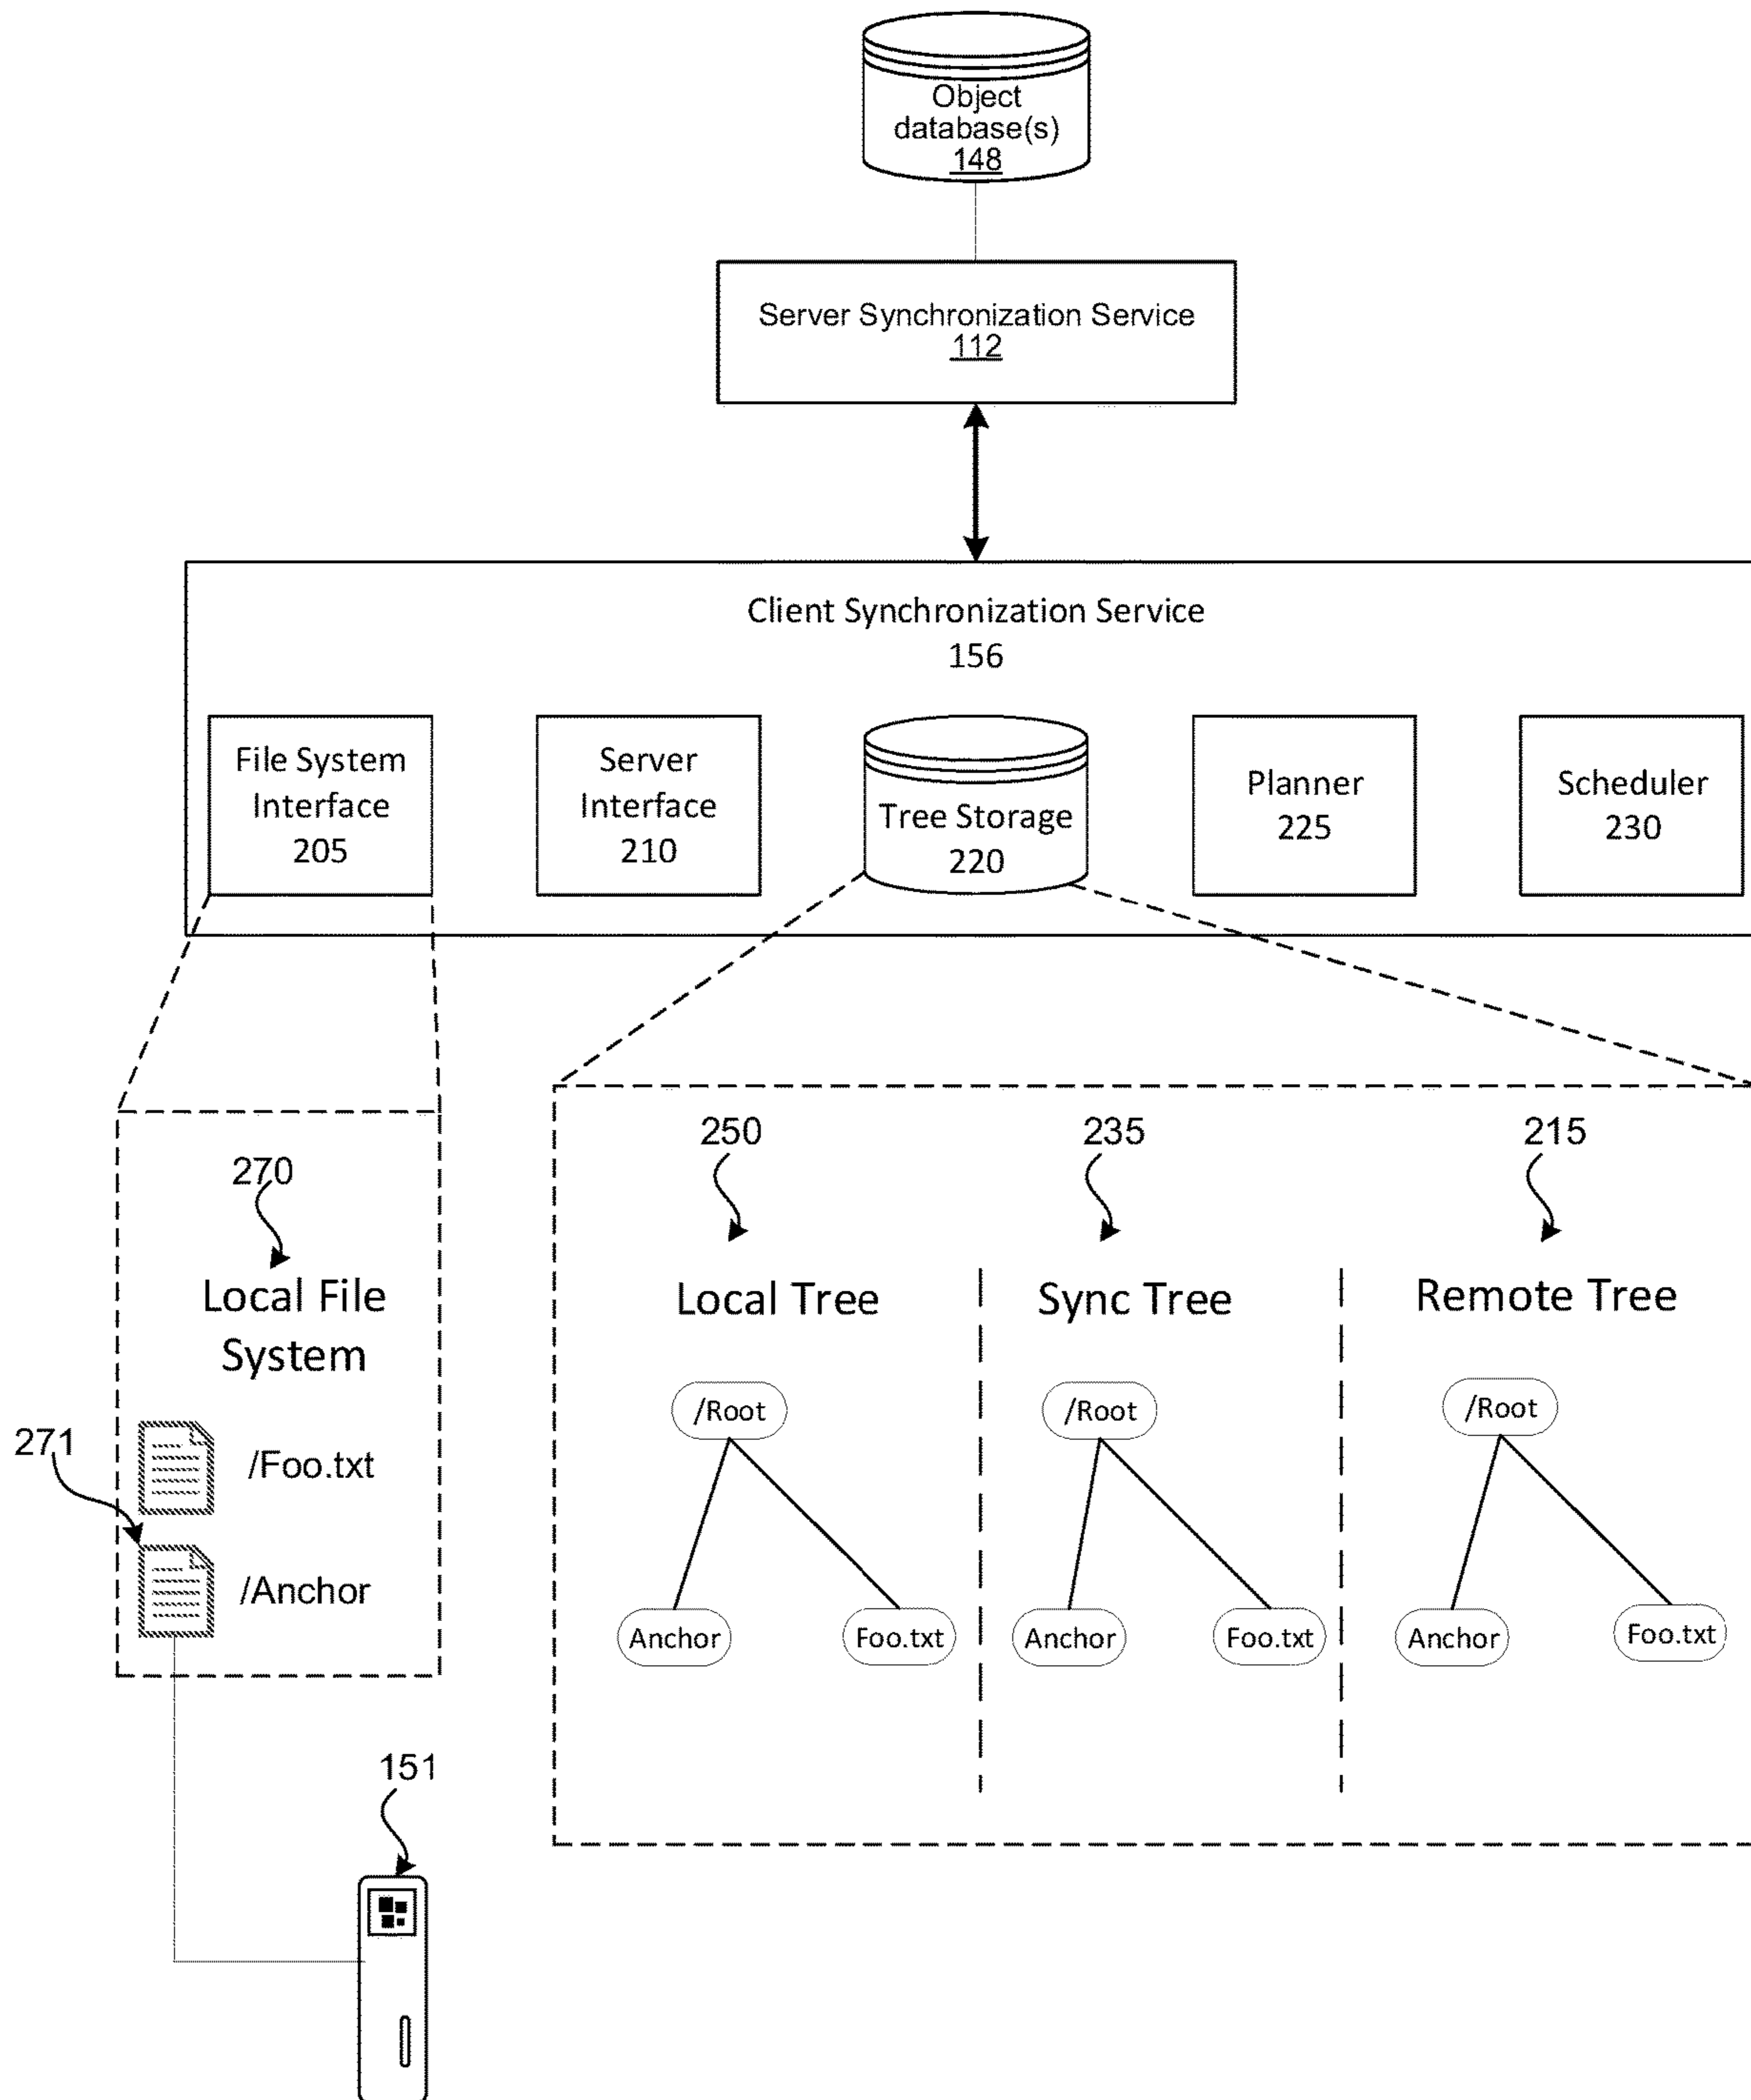 Object
database(s)
148
Server Synchronization Service
112
Client Synchronization Service
156
File System
Interface
205
Server
Interface
210
Tree Storage
220
Planner
225
Scheduler
230
270
Local File
System
271
/Foo.txt
/Anchor
151
250
235
215
Local Tree
Sync Tree
Remote Tree
/Root
/Root
/Root
Anchor
Foo.txt
Anchor
Foo.txt
Anchor
Foo.txt